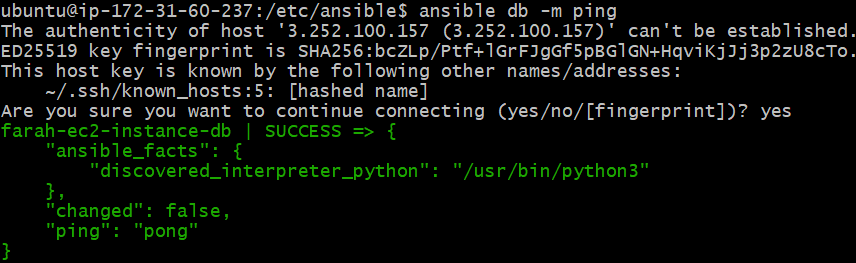 ubuntu@ip-172-31-60-237:/etc/ansible$ ansible db -m ping
The authenticity of host '3.252.100.157 (3.252.100.157)' can't be established.
ED25519 key fingerprint is SHA256:bcZLp/Ptf+lGrFJgGf5pBGlGN+HqviKjJj3p2zU8cTo.
This host key is known by the following other names/addresses:
    ~/.ssh/known_hosts:5: [hashed name]
Are you sure you want to continue connecting (yes/no/[fingerprint])? yes
farah-ec2-instance-db | SUCCESS => {
    "ansible_facts": {
        "discovered_interpreter_python": "/usr/bin/python3"
    },
    "changed": false,
    "ping": "pong"
}